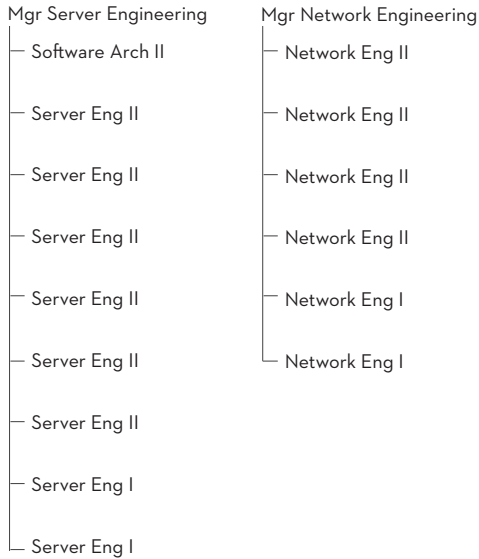 Mgr Server Engineering
Software Arch II
Server Eng II
Server Eng II
Server Eng II
Server Eng II
Server Eng II
Server Eng II
Server Eng I
Server Eng I
Mgr Network Engineering
Network Eng II
Network Eng II
Network Eng II
Network Eng II
Network Eng I
Network Eng I